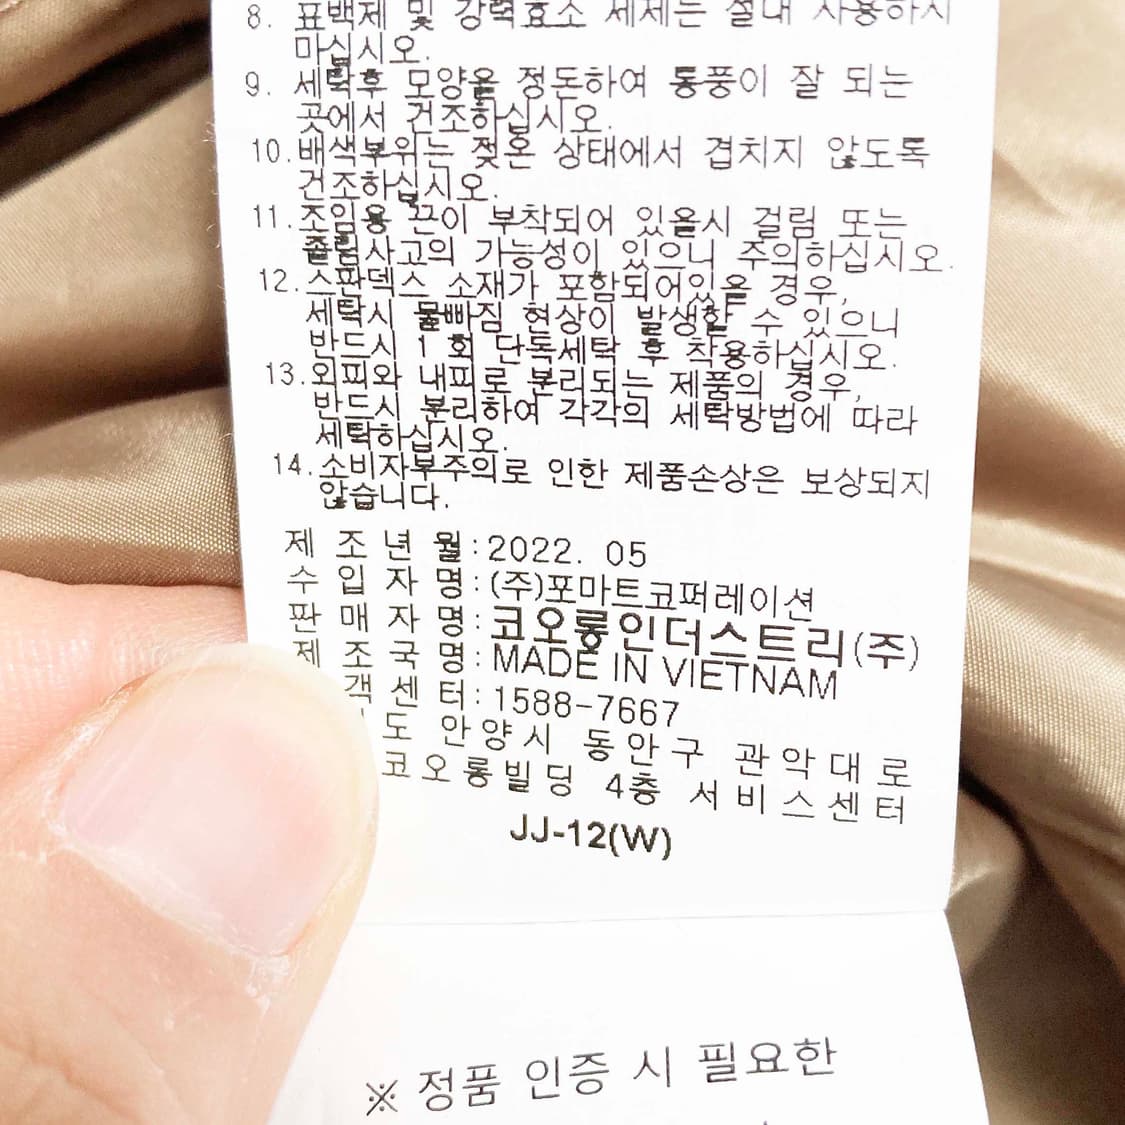 8. 표백제 및 강력효소 세제는 절대 사용하지
마십시오.
9. 세탁후 모양을 정돈하여 통풍이 잘 되는
곳에서 건조하십시오.
10.배색부위는 젖은 상태에서 겹치지 않도록
건조하십시오.
11.조임용 끈이 부착되어 있을시 걸림 또는
졸림사고의 가능성이 있으니 주의하십시오.
12.스판덱스 소재가 포함되어있을 경우,
세탁시 물빠짐 현상이 발생할 수 있으니
반드시 1 회 단독세탁 후 착용하십시오.
13.외피와 내피로 분리되는 제품의 경우,
반드시 분리하여 각각의 세탁방법에 따라
세탁하십시오.
14.소비자부주의로 인한 제품손상은 보상되지
않습니다.
제 조 년 월:2022. 05
수 입 자 명:(주)포마트코퍼레이션
판 매 자 명:코오롱인더스트리(주)
제 조 국 명:MADE IN VIETNAM
객 센 터:1588-7667
도 안양시 동안구 관악대로
코오롱빌딩 4층 서비스센터
JJ-12(W)
※ 정품 인증 시 필요한